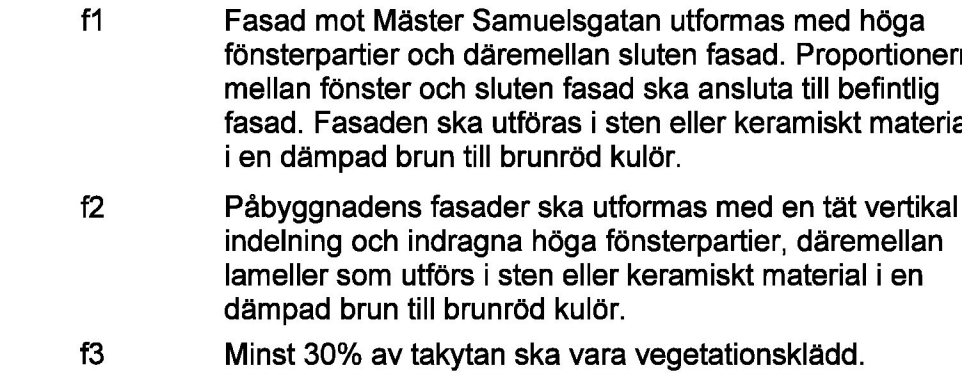 f1 Fasad mot Mäster Samuelsgatan utformas med höga
fönsterpartier och däremellan sluten fasad. Proportioner
mellan fönster och sluten fasad ska ansluta till befintlig
fasad. Fasaden ska utföras i sten eller keramiskt materia
i en dämpad brun till brunröd kulör.
f2 Påbyggnadens fasader ska utformas med en tät vertikal
indelning och indragna höga fönsterpartier, däremellan
lameller som utförs i sten eller keramiskt material i en
dämpad brun till brunröd kulör.
f3 Minst 30% av takytan ska vara vegetationsklädd.